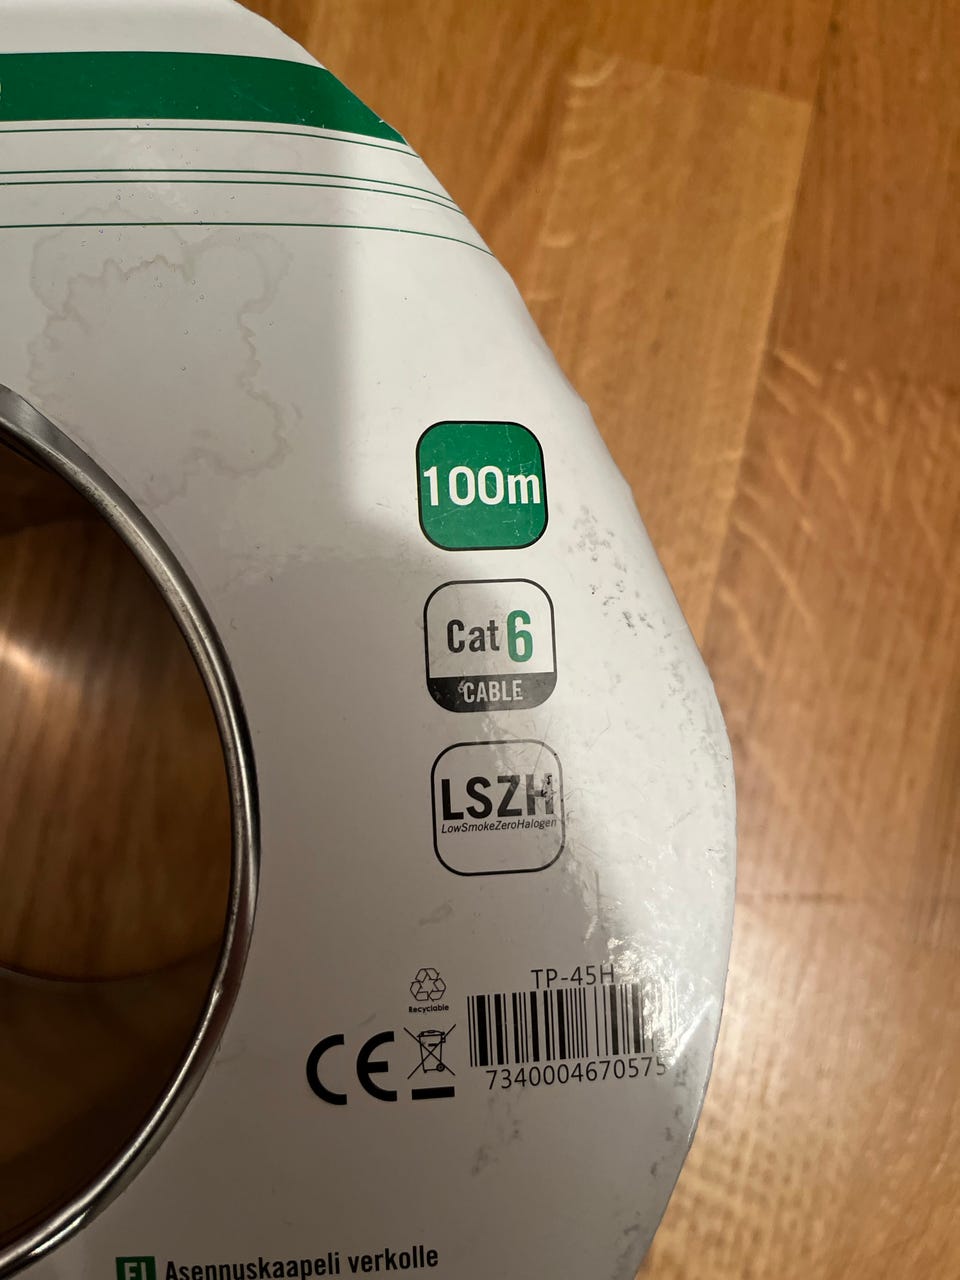 100m
Cat 6
CABLE
LSZH
LowSmokeZeroHalogen
TP-45H
Recyclable
CE
7340004670575
FI Asennuskaapeli verkolle